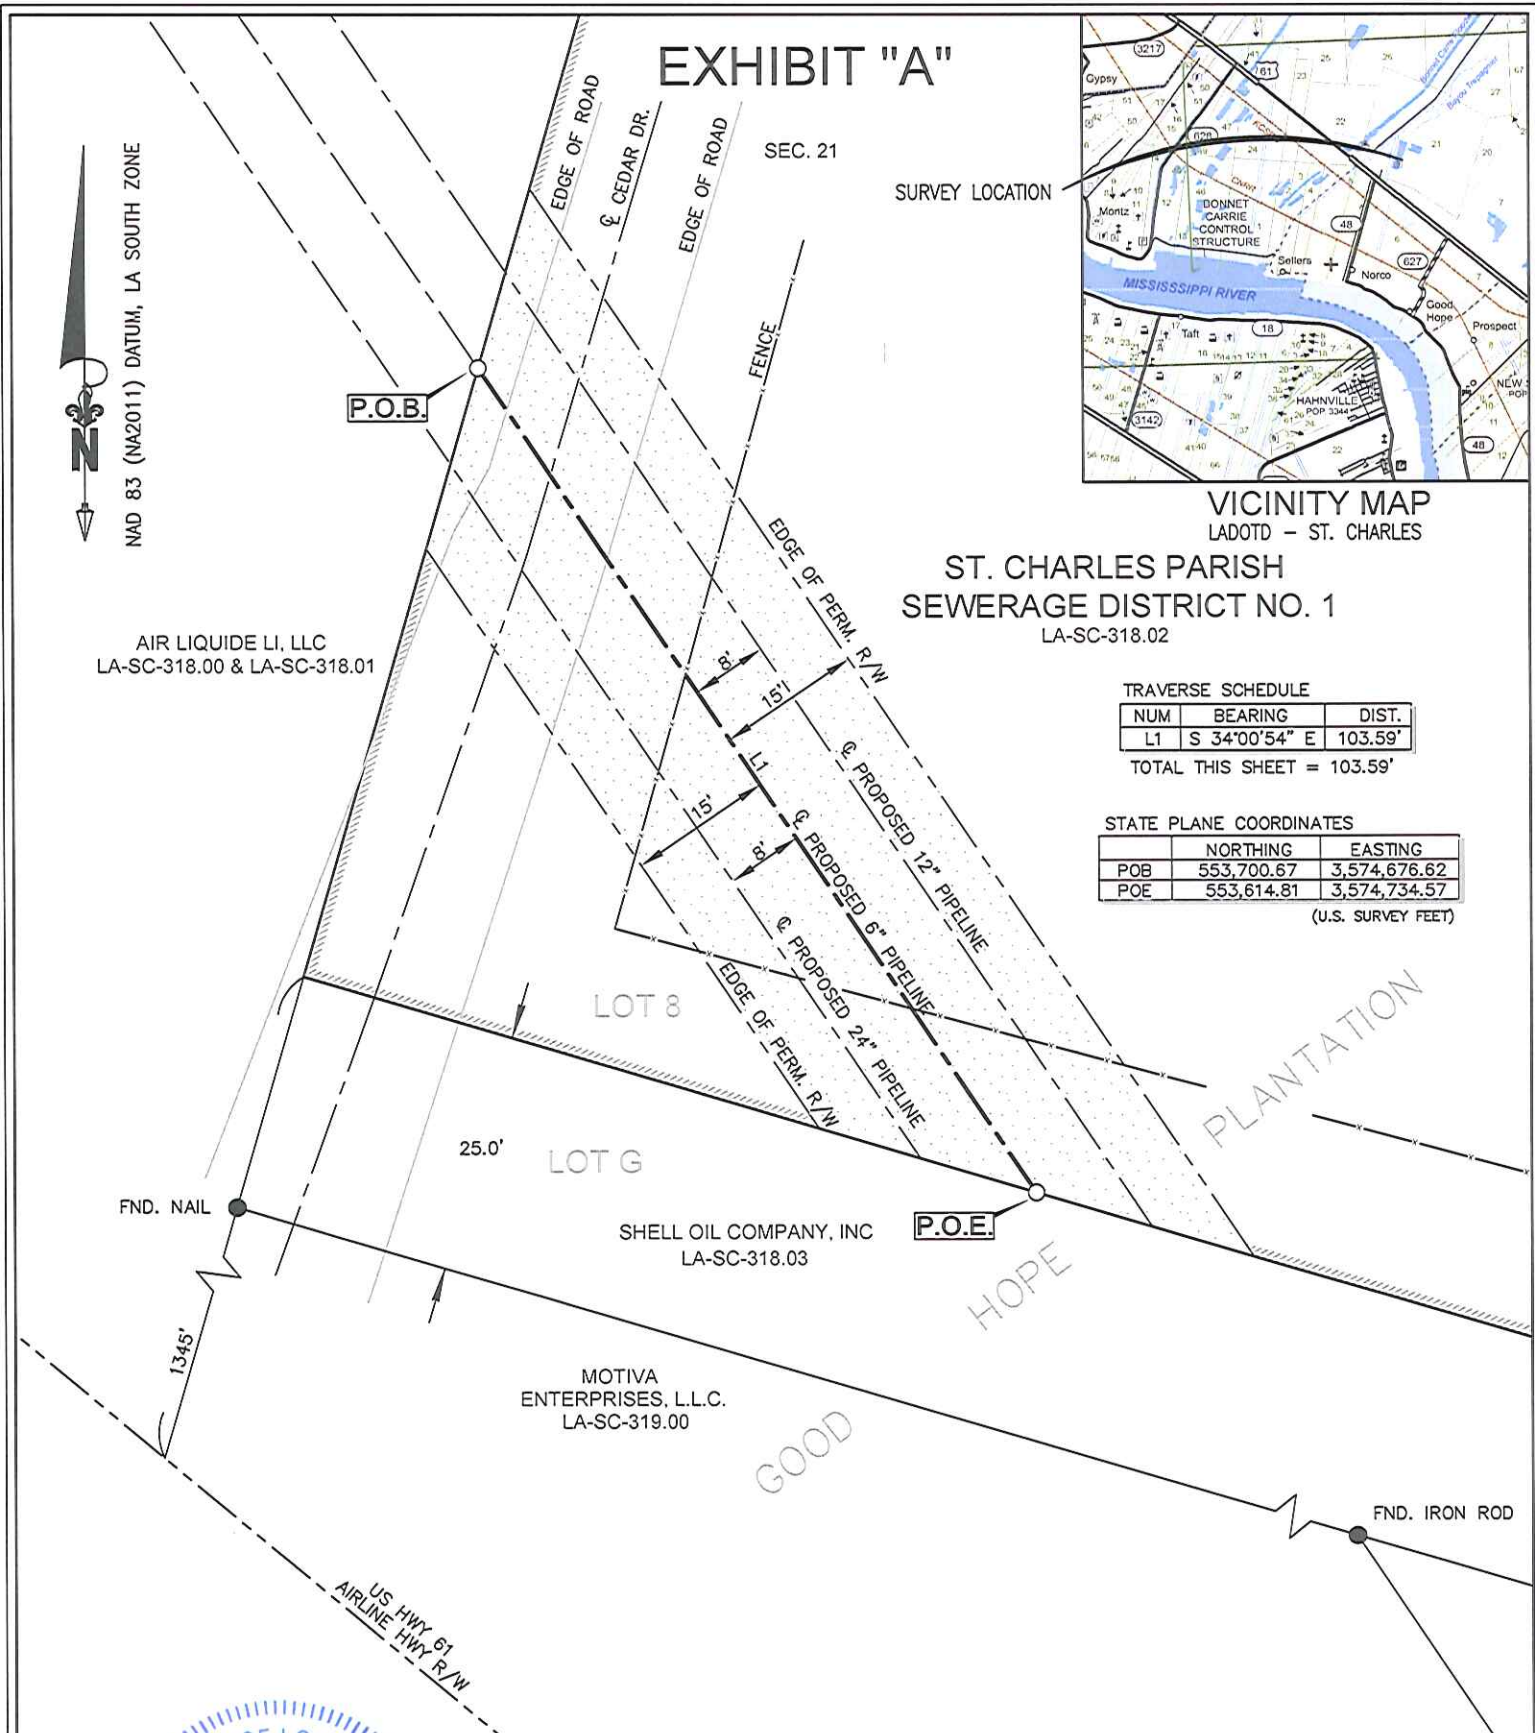 EXHIBIT "A"
SEC. 21
SURVEY LOCATION
NAD 83 (NA2011) DATUM, LA SOUTH ZONE
N
EDGE OF ROAD
℄ CEDAR DR.
EDGE OF ROAD
FENCE
P.O.B.
3217
Gypsy
61
628
Montz
BONNET
CARRIE
CONTROL
STRUCTURE
48
Sellers
Norco
627
MISSISSSIPPI RIVER
Good
Hope
Prospect
Taft
18
HAHNVILLE
POP 3344
3142
48
VICINITY MAP
LADOTD - ST. CHARLES
ST. CHARLES PARISH
SEWERAGE DISTRICT NO. 1
LA-SC-318.02
AIR LIQUIDE LI, LLC
LA-SC-318.00 & LA-SC-318.01
EDGE OF PERM. R/W
TRAVERSE SCHEDULE
NUM BEARING DIST.
L1 S 34°00'54" E 103.59'
TOTAL THIS SHEET = 103.59'
STATE PLANE COORDINATES
NORTHING EASTING
POB 553,700.67 3,574,676.62
POE 553,614.81 3,574,734.57
(U.S. SURVEY FEET)
8'
15'
L1
15'
8'
℄ PROPOSED 12" PIPELINE
℄ PROPOSED 6" PIPELINE
℄ PROPOSED 24" PIPELINE
EDGE OF PERM. R/W
LOT 8
LOT G
25.0'
PLANTATION
HOPE
GOOD
FND. NAIL
SHELL OIL COMPANY, INC
LA-SC-318.03
P.O.E.
1345'
MOTIVA
ENTERPRISES, L.L.C.
LA-SC-319.00
FND. IRON ROD
US HWY 61
AIRLINE HWY R/W